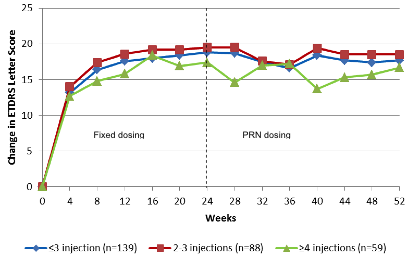 Change in ETDRS Letter Score
25
20
15
10
5
0
Fixed dosing
PRN dosing
0 4 8 12 16 20 24 28 32 36 40 44 48 52
Weeks
<3 injection (n=139) 2-3 injections (n=88) >4 injections (n=59)